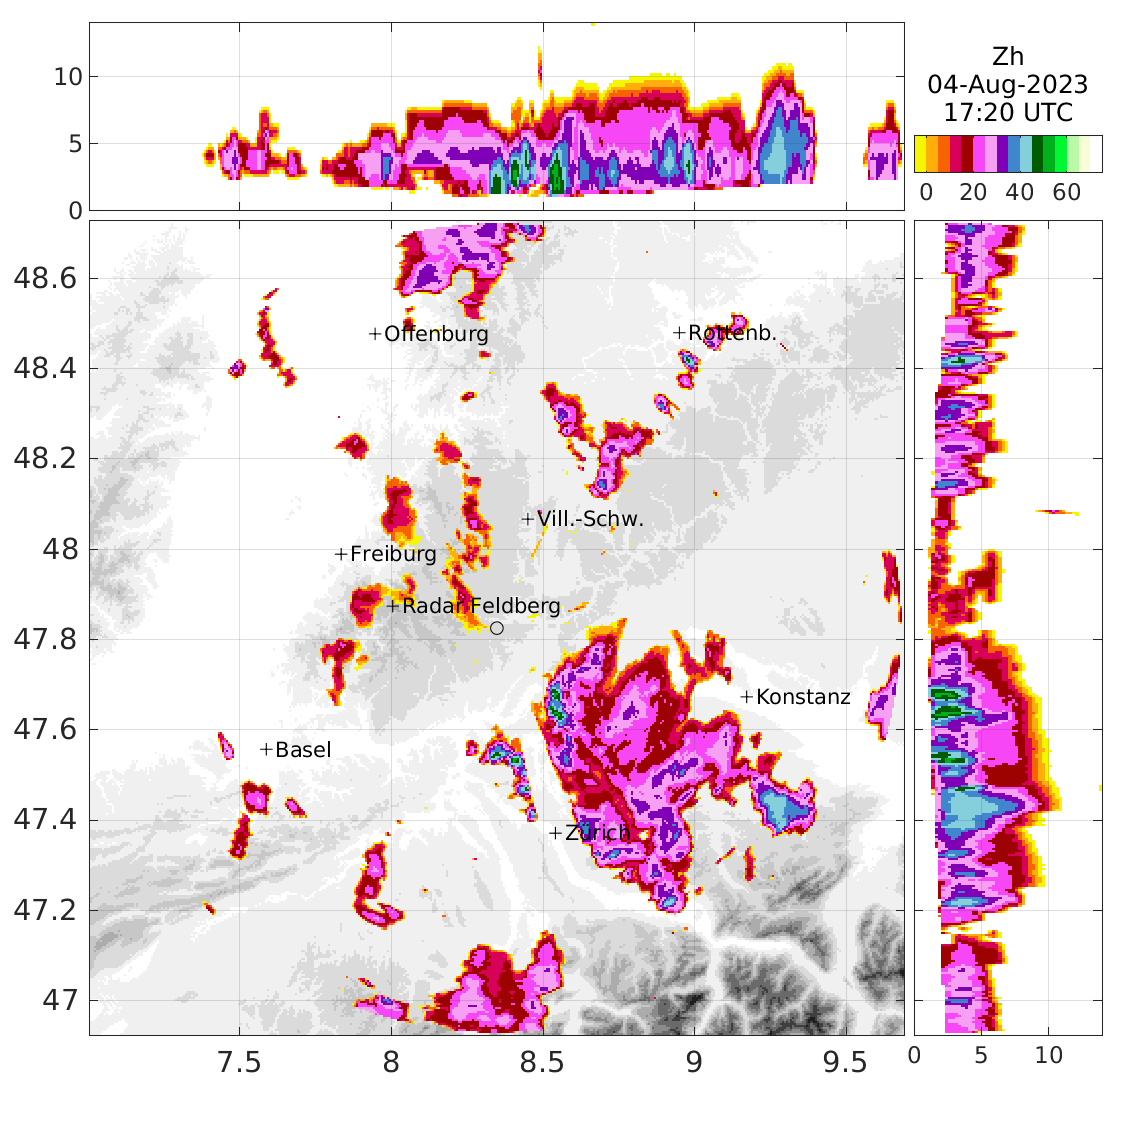 10
5
0
Zh
04-Aug-2023
17:20 UTC
0 20 40 60
48.6
48.4
48.2
48
47.8
47.6
47.4
47.2
47
+Offenburg
+Rottenb.
+Vill.-Schw.
+Freiburg
+Radar Feldberg
+Konstanz
+Basel
+Zürich
7.5 8 8.5 9 9.5
0 5 10